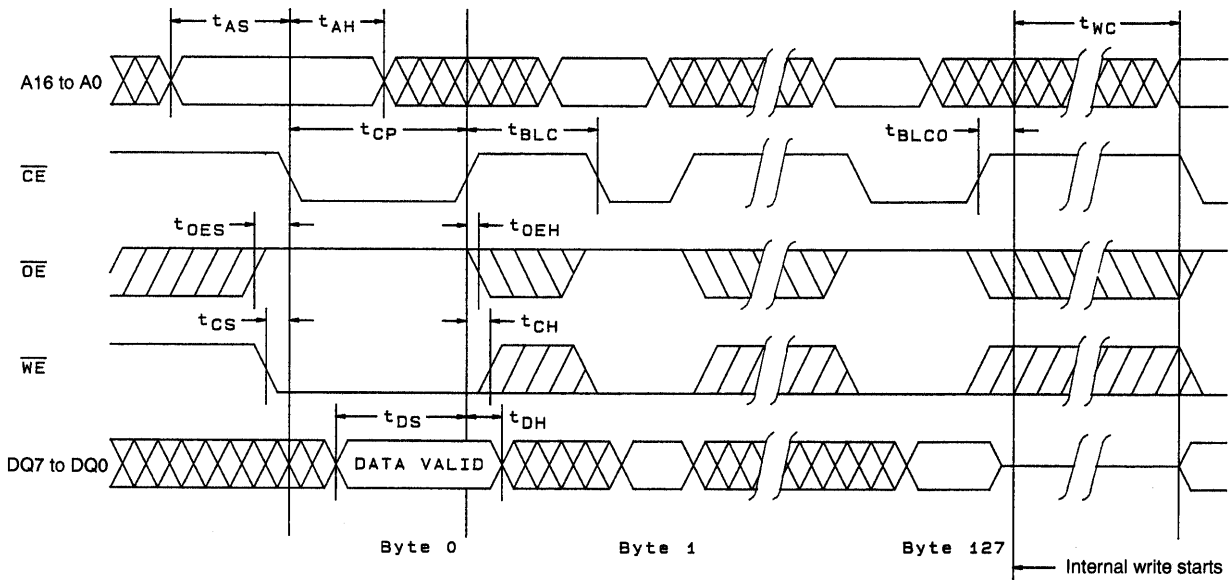 tAS
tAH
tWC
A16 to A0
tCP
tBLC
tBLCO
CE
tOES
tOEH
OE
tCS
tCH
WE
tDS
tDH
DQ7 to DQ0
DATA VALID
Byte 0
Byte 1
Byte 127
Internal write starts